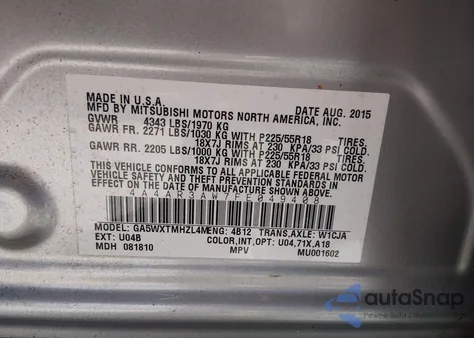 MADE IN U.S.A. DATE AUG. 2015
MFD BY MITSUBISHI MOTORS NORTH AMERICA, INC.
GVWR 4343 LBS/1970 KG
GAWR FR. 2271 LBS/1030 KG WITH P225/55R18 TIRES.
18X7J RIMS AT 230 KPA/33 PSI COLD.
GAWR RR. 2205 LBS/1000 KG WITH P225/55R18 TIRES.
18X7J RIMS AT 230 KPA/33 PSI COLD.
THIS VEHICLE CONFORMS TO ALL APPLICABLE FEDERAL MOTOR
VEHICLE SAFETY AND THEFT PREVENTION STANDARDS
IN EFFECT ON THE DATE OF MANUFACTURE SHOWN ABOVE.
4A4AR3AW7FE049408
MODEL: GA5WXTMHZL4M ENG: 4B12 TRANS,AXLE: W1CJA
EXT: U04B COLOR,INT,OPT: U04,71X,A18
MDH 081810 MPV MU001602
autoSnap